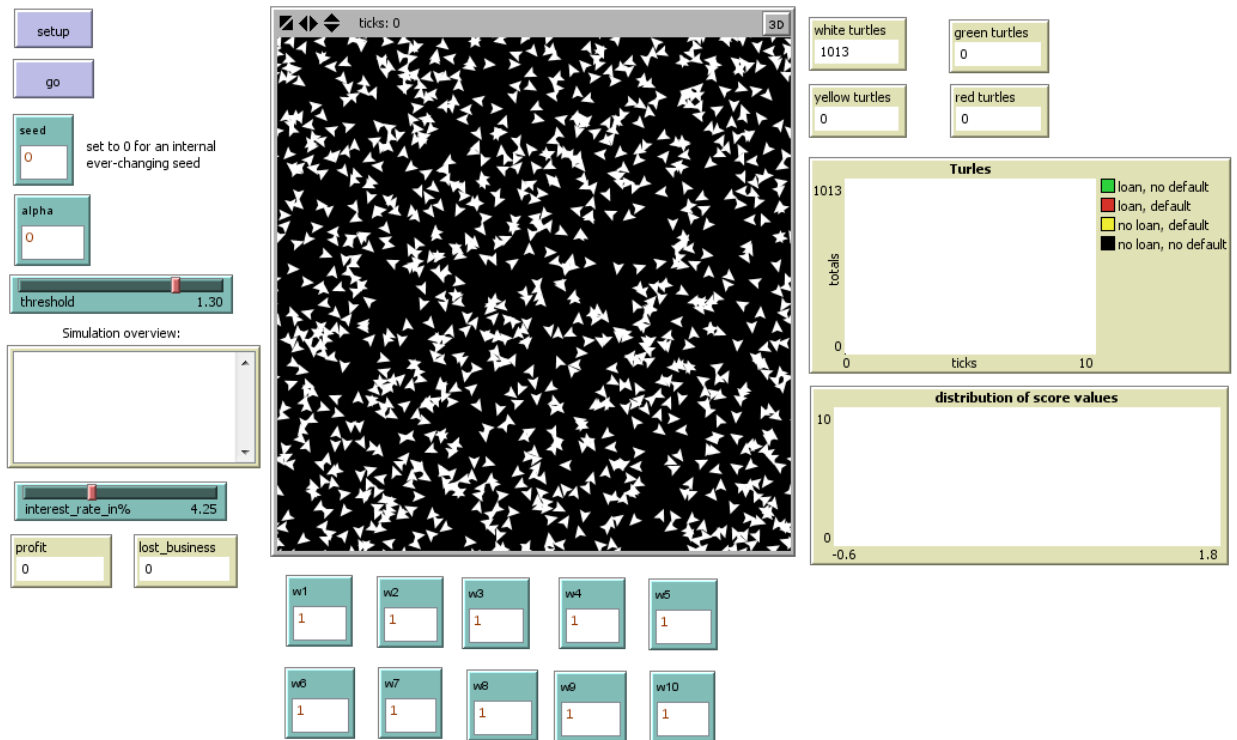 setup
go
seed
0
set to 0 for an internal
ever-changing seed
alpha
0
threshold 1.30
Simulation overview:
interest_rate_in% 4.25
profit
0
lost_business
0
ticks: 0
3D
w1
1
w2
1
w3
1
w4
1
w5
1
w6
1
w7
1
w8
1
w9
1
w10
1
white turtles
1013
green turtles
0
yellow turtles
0
red turtles
0
Turles
1013
totals
0
0 ticks 10
loan, no default
loan, default
no loan, default
no loan, no default
distribution of score values
10
0
-0.6 1.8